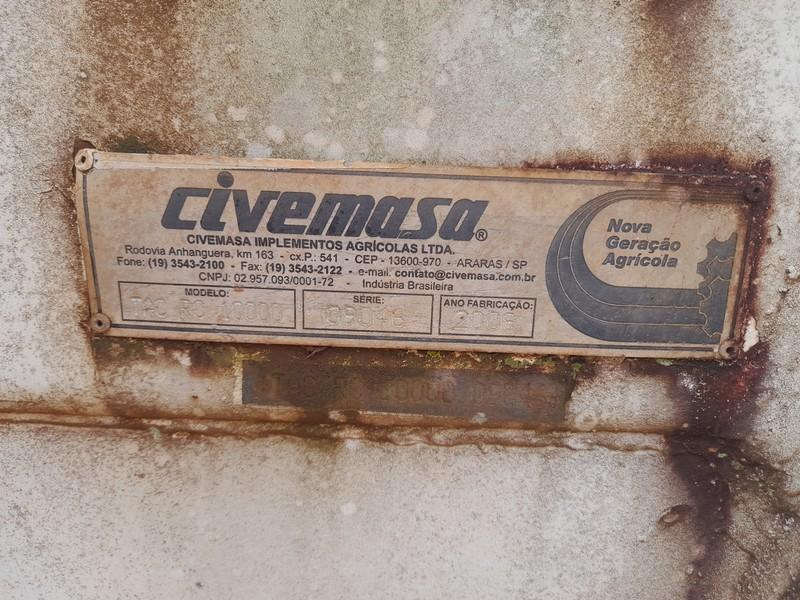 civemasa®
CIVEMASA IMPLEMENTOS AGRÍCOLAS LTDA.
Rodovia Anhanguera, km 163 - cx.P.: 541 - CEP - 13600-970 - ARARAS / SP
Fone: (19) 3543-2100 - Fax: (19) 3543-2122 - e-mail. contato@civemasa.com.br
CNPJ: 02.957.093/0001-72 - Indústria Brasileira
Nova
Geração
Agrícola
MODELO:
SÉRIE:
ANO FABRICAÇÃO: